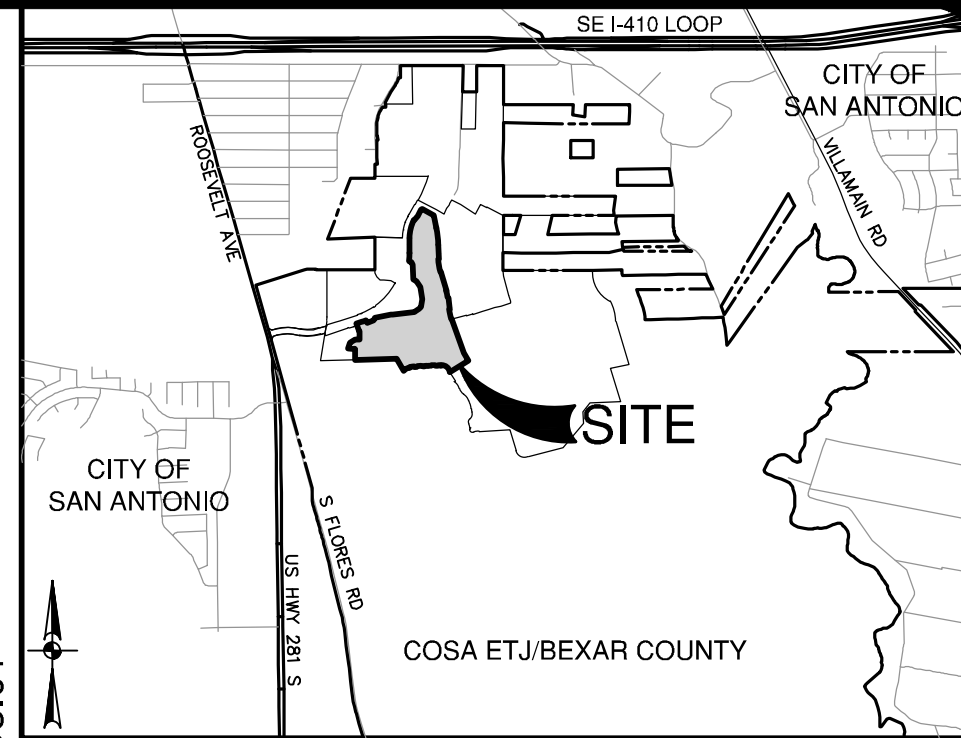 SE I-410 LOOP
CITY OF
SAN ANTONIO
ROOSEVELT AVE
VILLAMAIN RD
SITE
CITY OF
SAN ANTONIO
S FLORES RD
US HWY 281 S
COSA ETJ/BEXAR COUNTY